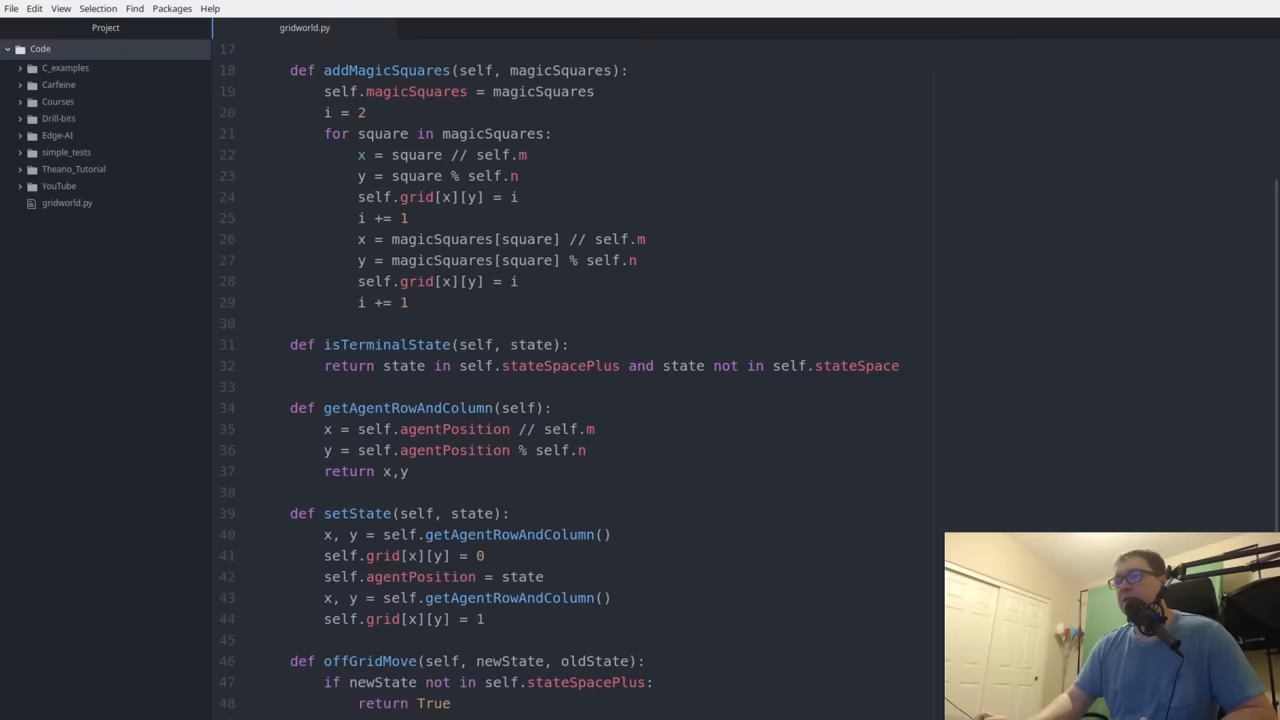 File Edit View Selection Find Packages Help
Project
gridworld.py
Code
C_examples
Carfeine
Courses
Drill-bits
Edge-AI
simple_tests
Theano_Tutorial
YouTube
gridworld.py
17
18 def addMagicSquares(self, magicSquares):
19 self.magicSquares = magicSquares
20 i = 2
21 for square in magicSquares:
22 x = square // self.m
23 y = square % self.n
24 self.grid[x][y] = i
25 i += 1
26 x = magicSquares[square] // self.m
27 y = magicSquares[square] % self.n
28 self.grid[x][y] = i
29 i += 1
30
31 def isTerminalState(self, state):
32 return state in self.stateSpacePlus and state not in self.stateSpace
33
34 def getAgentRowAndColumn(self):
35 x = self.agentPosition // self.m
36 y = self.agentPosition % self.n
37 return x,y
38
39 def setState(self, state):
40 x, y = self.getAgentRowAndColumn()
41 self.grid[x][y] = 0
42 self.agentPosition = state
43 x, y = self.getAgentRowAndColumn()
44 self.grid[x][y] = 1
45
46 def offGridMove(self, newState, oldState):
47 if newState not in self.stateSpacePlus:
48 return True